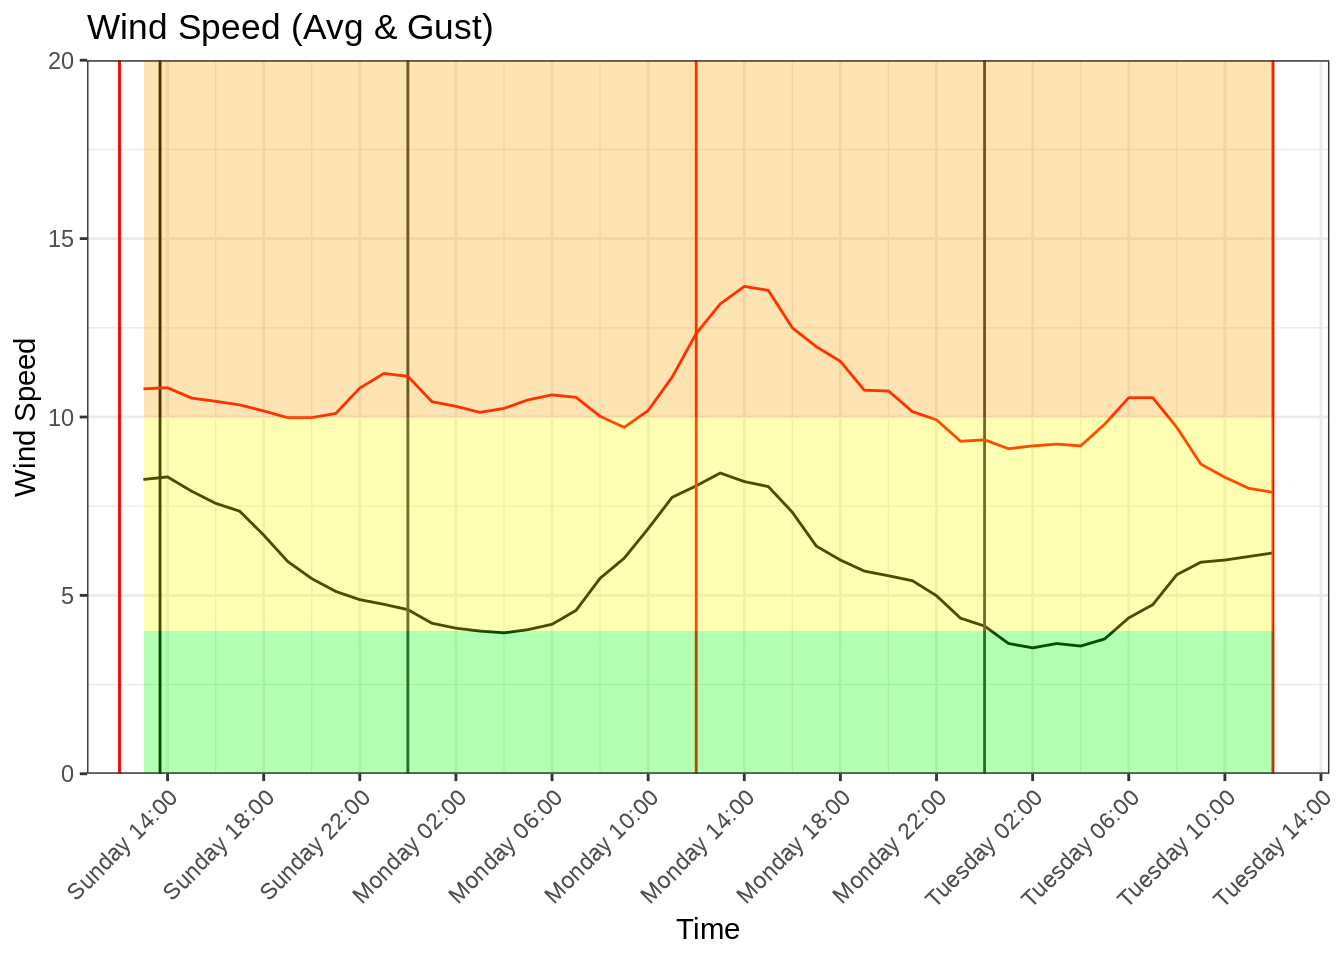 Wind Speed (Avg & Gust)
20
15
10
5
0
Wind Speed
Sunday 14:00
Sunday 18:00
Sunday 22:00
Monday 02:00
Monday 06:00
Monday 10:00
Monday 14:00
Monday 18:00
Monday 22:00
Tuesday 02:00
Tuesday 06:00
Tuesday 10:00
Tuesday 14:00
Time